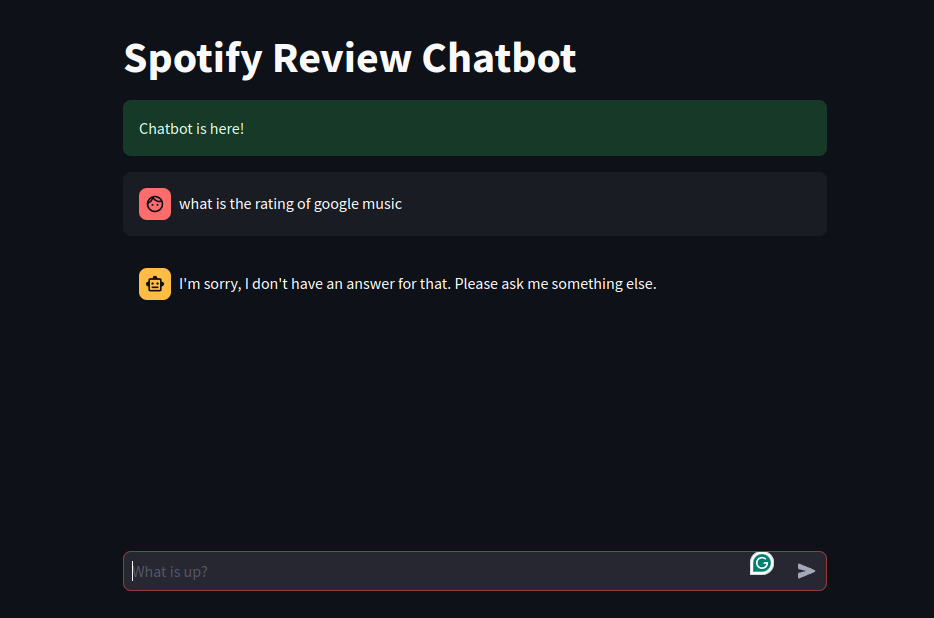 Spotify Review Chatbot
Chatbot is here!
what is the rating of google music
I'm sorry, I don't have an answer for that. Please ask me something else.
What is up?
G